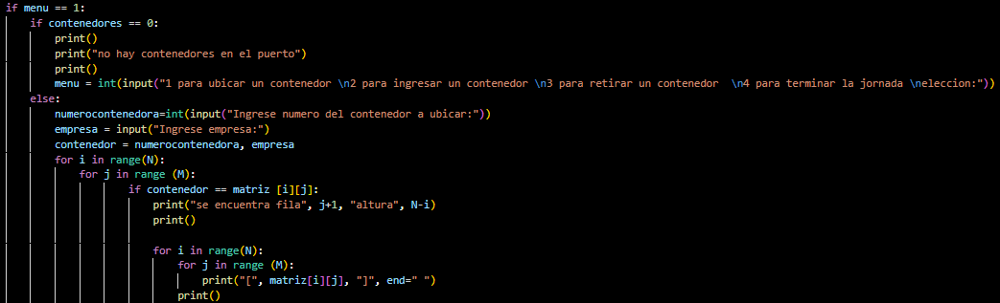 if menu == 1:
if contenedores == 0:
print()
print("no hay contenedores en el puerto")
print()
menu = int(input("1 para ubicar un contenedor \n2 para ingresar un contenedor \n3 para retirar un contenedor  \n4 para terminar la jornada \neleccion:"))
else:
numerocontenedora=int(input("Ingrese numero del contenedor a ubicar:"))
empresa = input("Ingrese empresa:")
contenedor = numerocontenedora, empresa
for i in range(N):
for j in range (M):
if contenedor == matriz [i][j]:
print("se encuentra fila", j+1, "altura", N-i)
print()
for i in range(N):
for j in range (M):
print("[", matriz[i][j], "]", end=" ")
print()